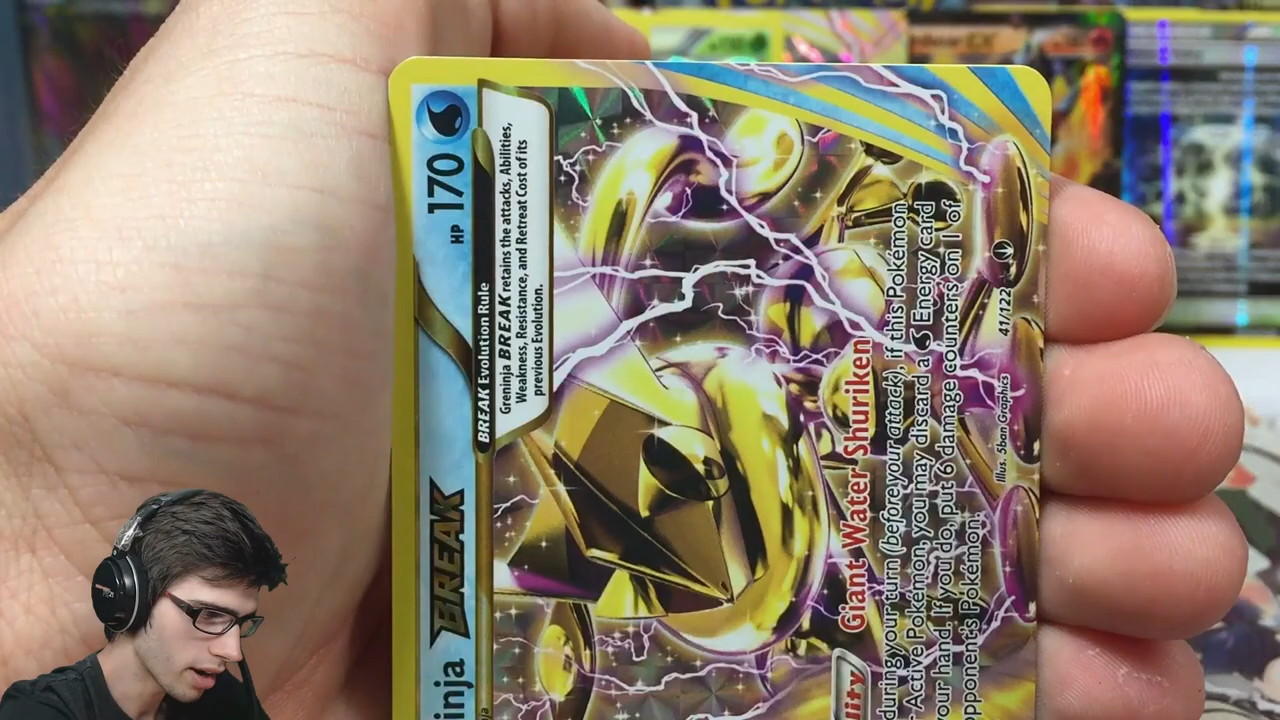 inja BREAK HP 170
BREAK Evolution Rule
Greninja BREAK retains the attacks, Abilities,
Weakness, Resistance, and Retreat Cost of its
previous Evolution.
lity Giant Water Shuriken
during your turn (before your attack), if this Pokémon
Active Pokémon, you may discard a Energy card
your hand. If you do, put 6 damage counters on 1 of
opponent's Pokémon.
Illus. 5ban Graphics 41/122